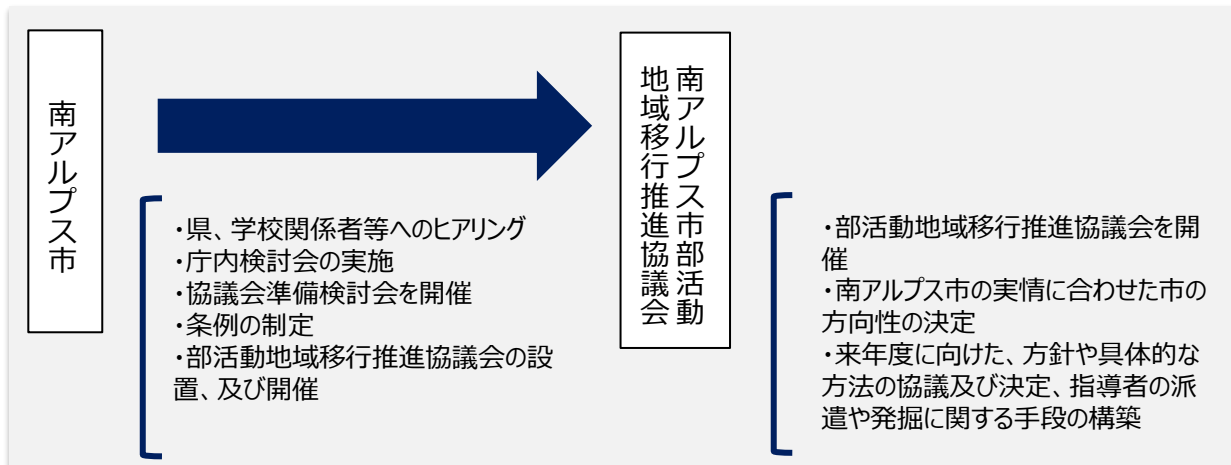 南アルプス市
・県、学校関係者等へのヒアリング
・庁内検討会の実施
・協議会準備検討会を開催
・条例の制定
・部活動地域移行推進協議会の設
置、及び開催
南アルプス市部活動
地域移行推進協議会
・部活動地域移行推進協議会を開
催
・南アルプス市の実情に合わせた市の
方向性の決定
・来年度に向けた、方針や具体的な
方法の協議及び決定、指導者の派
遣や発掘に関する手段の構築